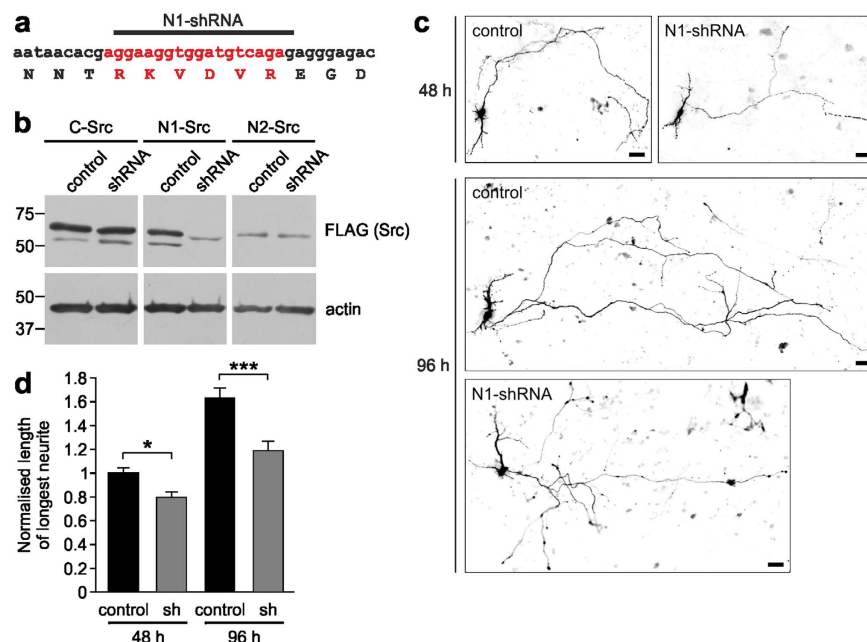 a
N1-shRNA
aataacacgaggaaggtggatgtcagagagggagac
N N T R K V D V R E G D
b
C-Src N1-Src N2-Src
control shRNA control shRNA control shRNA
75
50
FLAG (Src)
50
37
actin
c
48 h
control
N1-shRNA
96 h
control
N1-shRNA
d
Normalised length
of longest neurite
1.8
1.6
1.4
1.2
1
0.8
0.6
0.4
0.2
0
*
***
control sh control sh
48 h 96 h